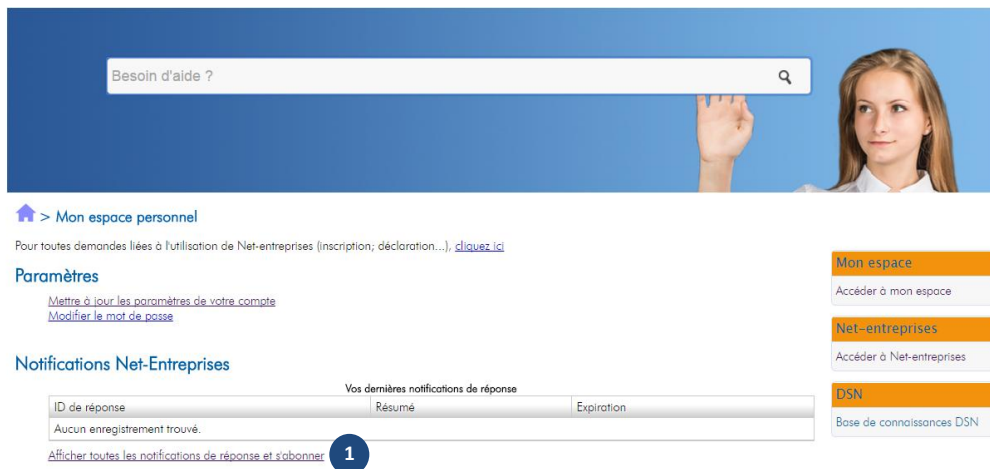 Besoin d'aide ?
> Mon espace personnel
Pour toutes demandes liées à l'utilisation de Net-entreprises (inscription; déclaration...), cliquez ici
Paramètres
Mettre à jour les paramètres de votre compte
Modifier le mot de passe
Notifications Net-Entreprises
Vos dernières notifications de réponse
ID de réponse Résumé Expiration
Aucun enregistrement trouvé.
Afficher toutes les notifications de réponse et s'abonner 1
Mon espace
Accéder à mon espace
Net-entreprises
Accéder à Net-entreprises
DSN
Base de connaissances DSN